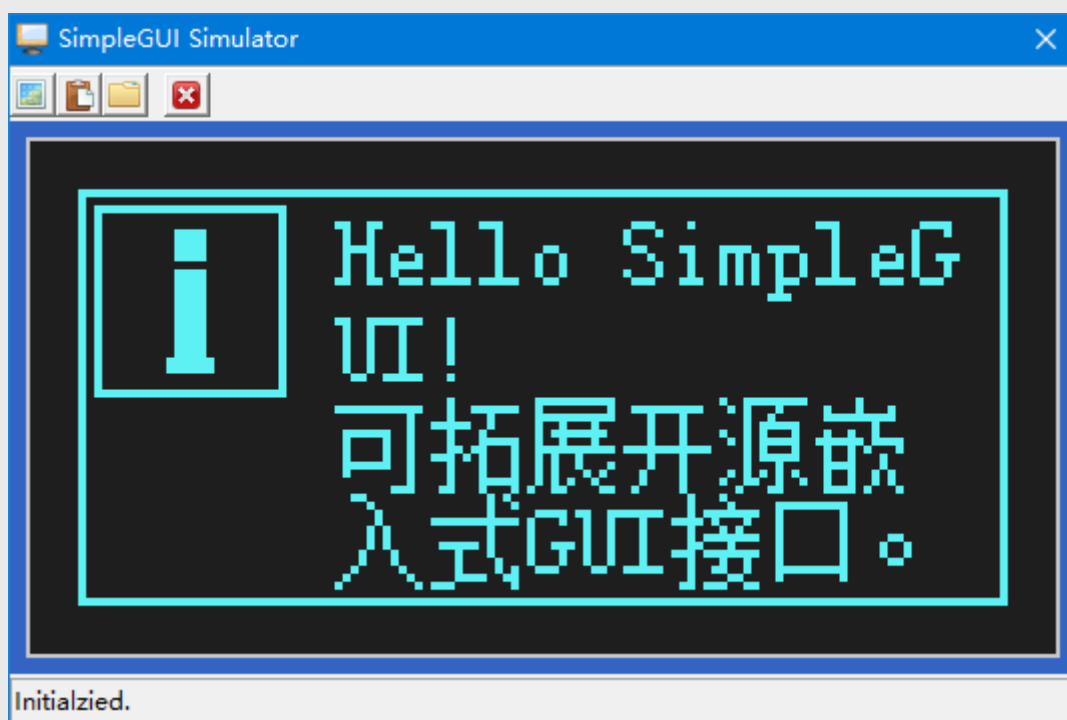 SimpleGUI Simulator
Hello SimpleG
UI!
可拓展开源嵌
入式GUI接口。
Initialzied.